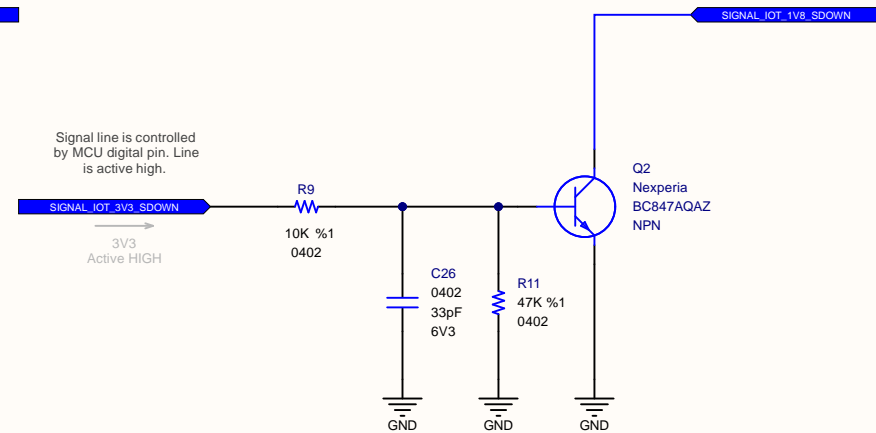 SIGNAL_IOT_1V8_SDOWN
Signal line is controlled
by MCU digital pin. Line
is active high.
SIGNAL_IOT_3V3_SDOWN
3V3
Active HIGH
R9
10K %1
0402
C26
0402
33pF
6V3
R11
47K %1
0402
Q2
Nexperia
BC847AQAZ
NPN
GND
GND
GND